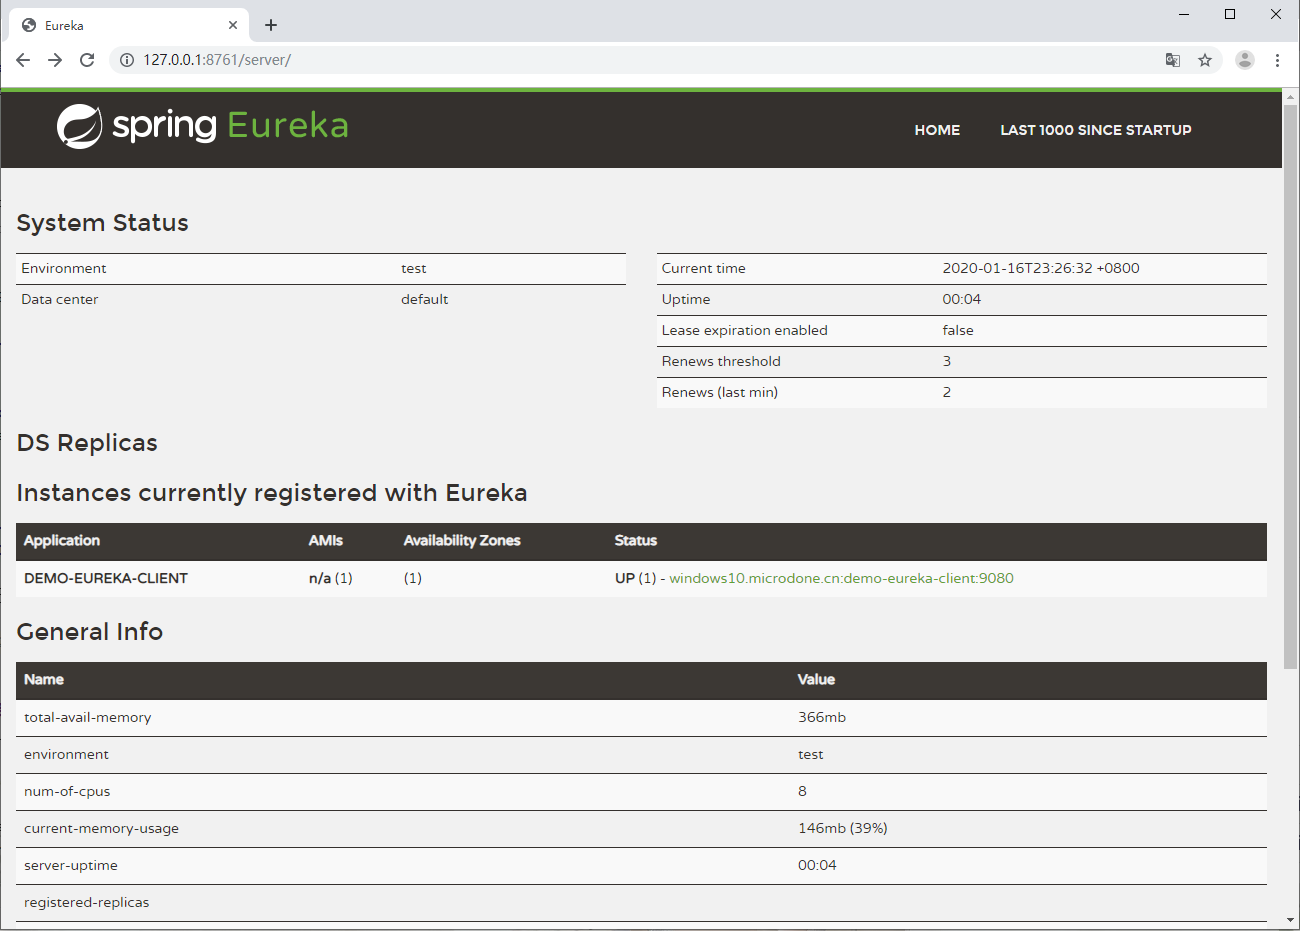 Eureka
127.0.0.1:8761/server/
spring Eureka
HOME LAST 1000 SINCE STARTUP
System Status
Environment test
Data center default
Current time 2020-01-16T23:26:32 +0800
Uptime 00:04
Lease expiration enabled false
Renews threshold 3
Renews (last min) 2
DS Replicas
Instances currently registered with Eureka
Application AMIs Availability Zones Status
DEMO-EUREKA-CLIENT n/a (1) (1) UP (1) - windows10.microdone.cn:demo-eureka-client:9080
General Info
Name Value
total-avail-memory 366mb
environment test
num-of-cpus 8
current-memory-usage 146mb (39%)
server-uptime 00:04
registered-replicas